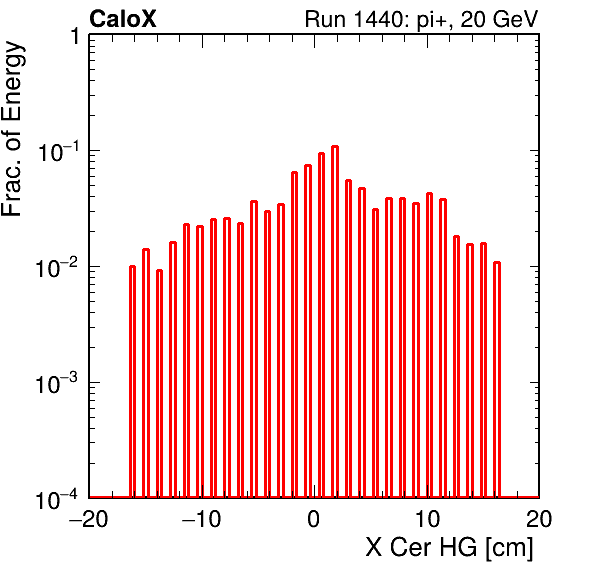 CaloX Run 1440: pi+, 20 GeV
Frac. of Energy
1
10⁻¹
10⁻²
10⁻³
10⁻⁴
−20 −10 0 10 20
X Cer HG [cm]